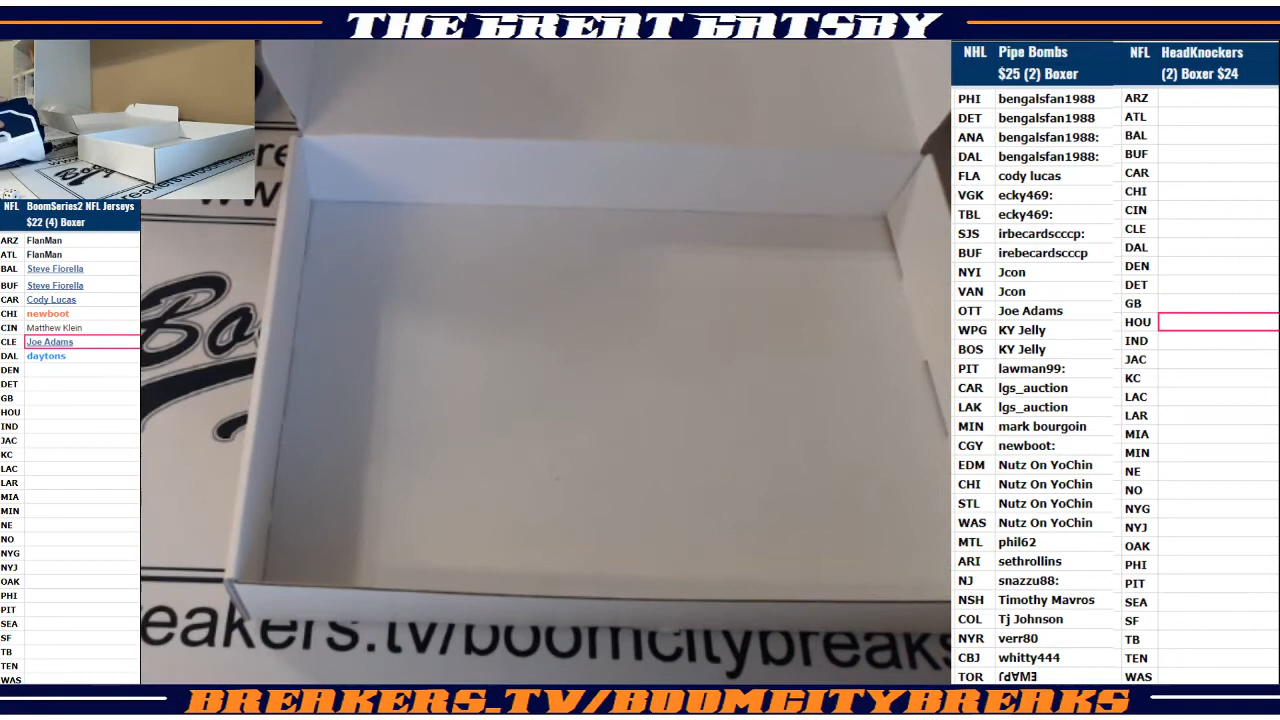 THE GREAT GATSBY
NFL BoomSeries2 NFL Jerseys
$22 (4) Boxer
ARZ FlanMan
ATL FlanMan
BAL Steve Fiorella
BUF Steve Fiorella
CAR Cody Lucas
CHI newboot
CIN Matthew Klein
CLE Joe Adams
DAL daytons
DEN
DET
GB
HOU
IND
JAC
KC
LAC
LAR
MIA
MIN
NE
NO
NYG
NYJ
OAK
PHI
PIT
SEA
SF
TB
TEN
WAS
eakers.tv/boomcitybreaks
NHL Pipe Bombs
$25 (2) Boxer
PHI bengalsfan1988
DET bengalsfan1988
ANA bengalsfan1988:
DAL bengalsfan1988:
FLA cody lucas
VGK ecky469:
TBL ecky469:
SJS irbecardscccp:
BUF irebecardscccp
NYI Jcon
VAN Jcon
OTT Joe Adams
WPG KY Jelly
BOS KY Jelly
PIT lawman99:
CAR lgs_auction
LAK lgs_auction
MIN mark bourgoin
CGY newboot:
EDM Nutz On YoChin
CHI Nutz On YoChin
STL Nutz On YoChin
WAS Nutz On YoChin
MTL phil62
ARI sethrollins
NJ snazzu88:
NSH Timothy Mavros
COL Tj Johnson
NYR verr80
CBJ whitty444
TOR
NFL HeadKnockers
(2) Boxer $24
ARZ
ATL
BAL
BUF
CAR
CHI
CIN
CLE
DAL
DEN
DET
GB
HOU
IND
JAC
KC
LAC
LAR
MIA
MIN
NE
NO
NYG
NYJ
OAK
PHI
PIT
SEA
SF
TB
TEN
WAS
BREAKERS.TV/BOOMCITYBREAKS